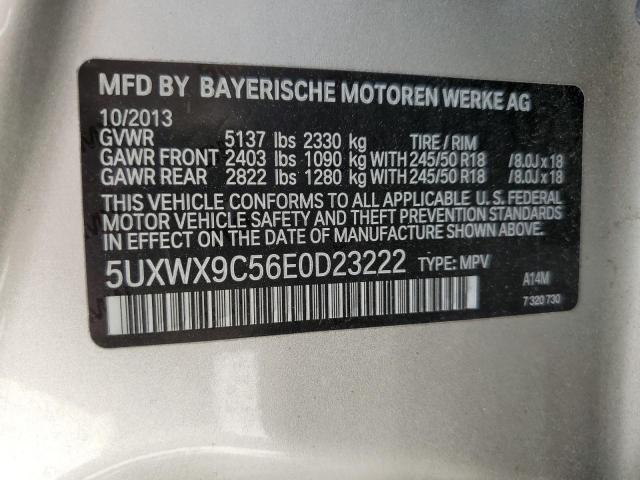 MFD BY BAYERISCHE MOTOREN WERKE AG
10/2013
GVWR 5137 lbs 2330 kg TIRE / RIM
GAWR FRONT 2403 lbs 1090 kg WITH 245/50 R18 /8.0J x 18
GAWR REAR 2822 lbs 1280 kg WITH 245/50 R18 /8.0J x 18
THIS VEHICLE CONFORMS TO ALL APPLICABLE U. S. FEDERAL
MOTOR VEHICLE SAFETY AND THEFT PREVENTION STANDARDS
IN EFFECT ON THE DATE OF MANUFACTURE SHOWN ABOVE.
5UXWX9C56E0D23222 TYPE: MPV
A14M
7 320 730